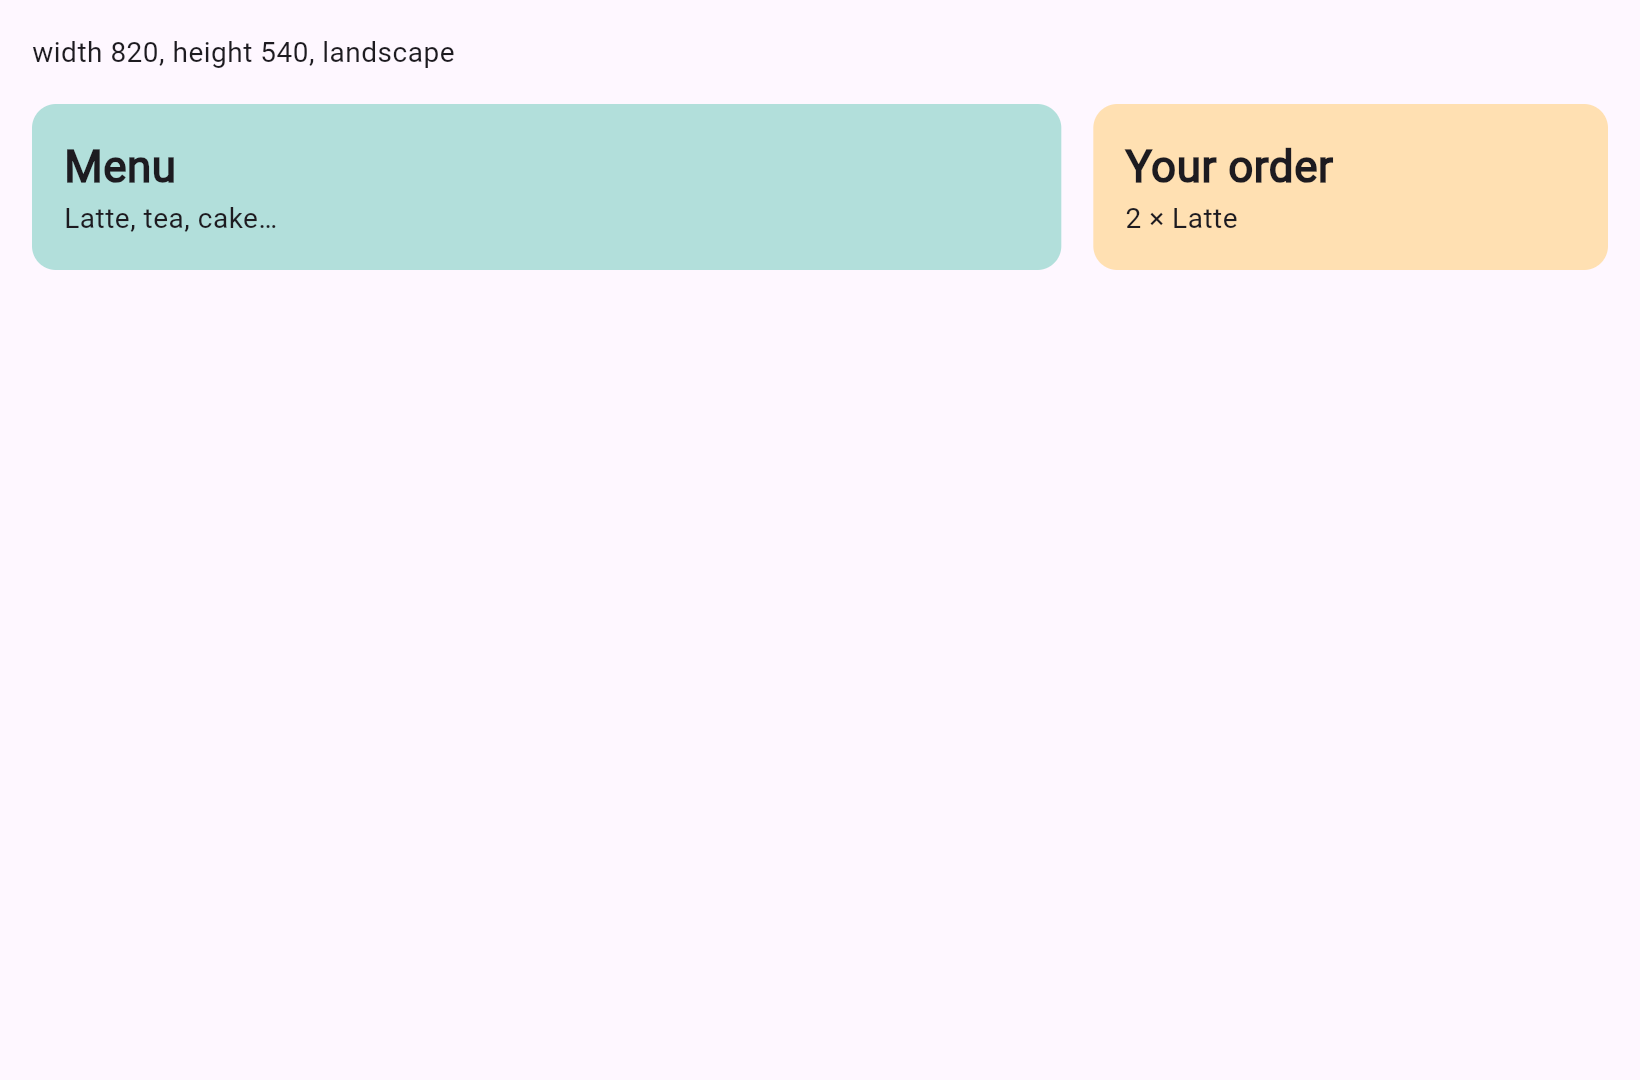 width 820, height 540, landscape
Menu
Latte, tea, cake…
Your order
2 × Latte